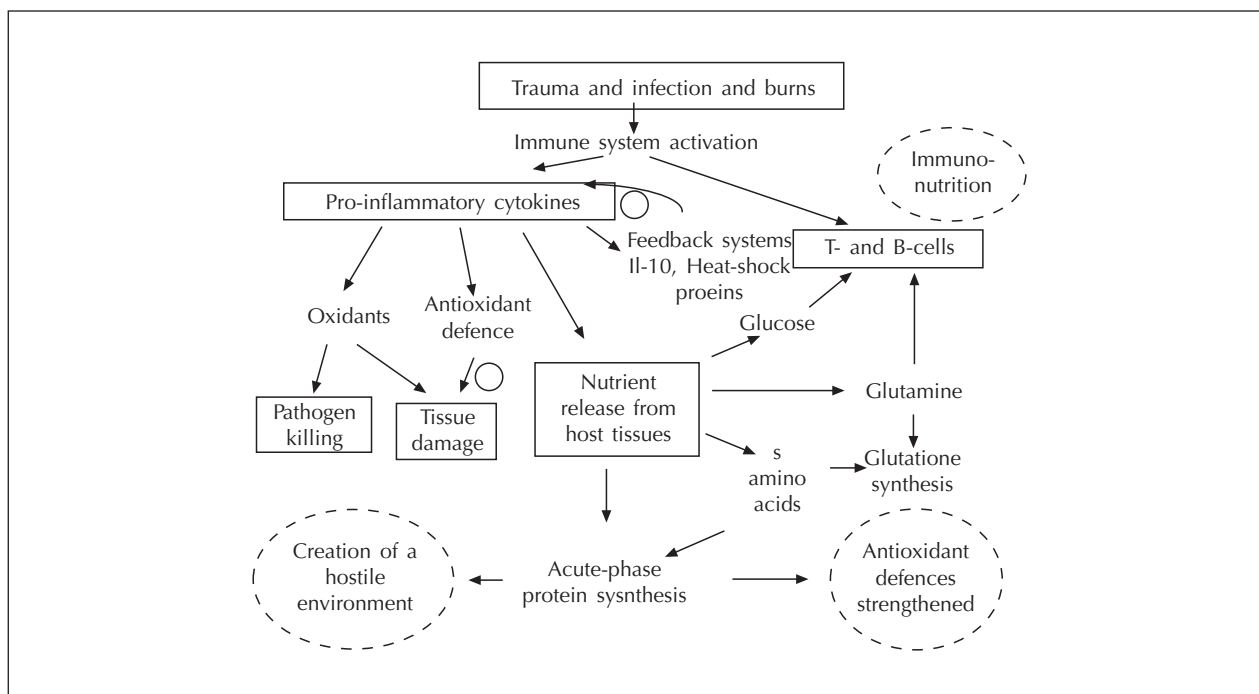 Trauma and infection and burns
Immune system activation
Immuno-
nutrition
Pro-inflammatory cytokines
Feedback systems
Il-10, Heat-shock
proeins
T- and B-cells
Oxidants
Antioxidant
defence
Glucose
Pathogen
killing
Tissue
damage
Nutrient
release from
host tissues
Glutamine
s
amino
acids
Glutatione
synthesis
Creation of a
hostile
environment
Acute-phase
protein sysnthesis
Antioxidant
defences
strengthened